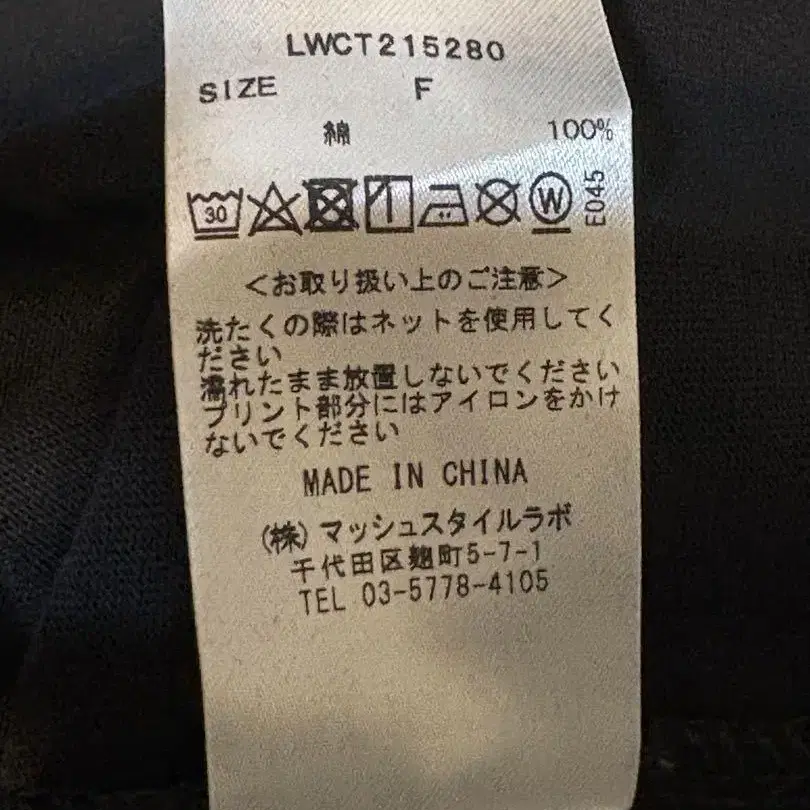 LWCT215280
SIZE F
綿 100%
30 W E045
<お取り扱い上のご注意>
洗たくの際はネットを使用してく
ださい
濡れたまま放置しないでください
プリント部分にはアイロンをかけ
ないでください
MADE IN CHINA
(株)マッシュスタイルラボ
千代田区麹町5-7-1
TEL 03-5778-4105